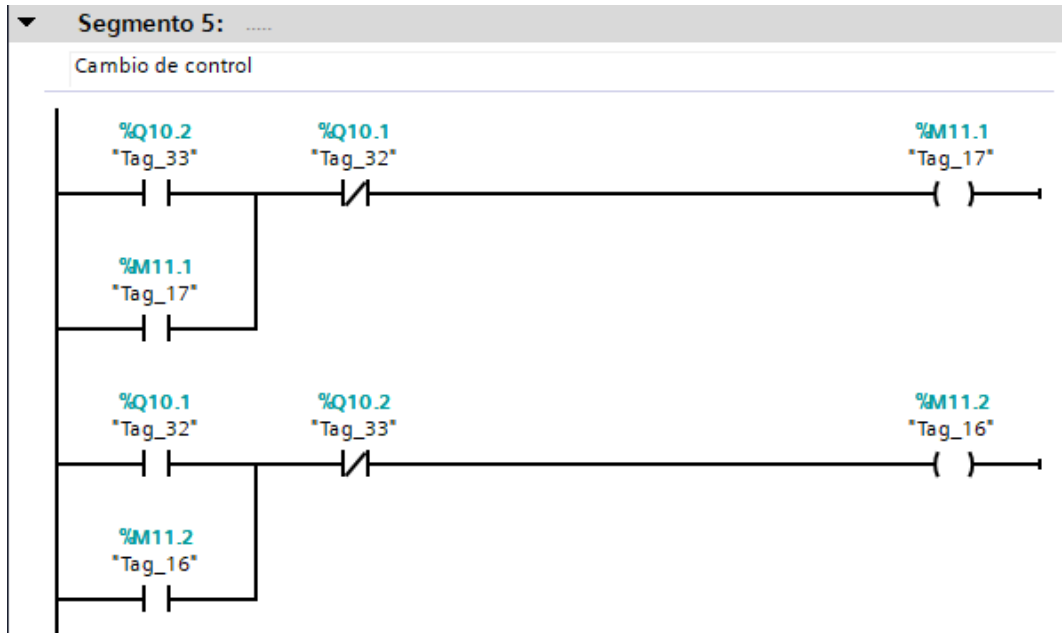 Segmento 5: .....
Cambio de control
%Q10.2 %Q10.1 %M11.1
"Tag_33" "Tag_32" "Tag_17"
%M11.1
"Tag_17"
%Q10.1 %Q10.2 %M11.2
"Tag_32" "Tag_33" "Tag_16"
%M11.2
"Tag_16"